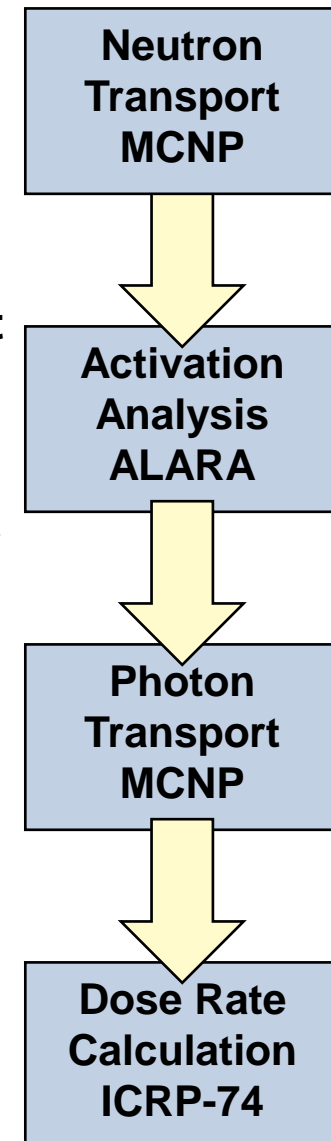 Neutron
Transport
MCNP
Activation
Analysis
ALARA
Photon
Transport
MCNP
Dose Rate
Calculation
ICRP-74